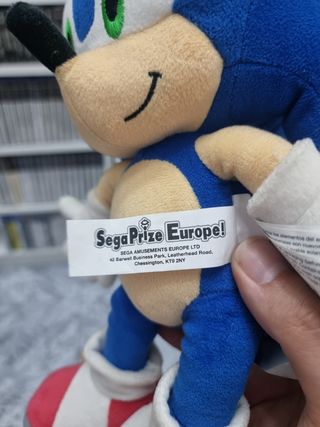 SegaPrize Europe!
SEGA AMUSEMENTS EUROPE LTD
42 Barwell Business Park, Leatherhead Road,
Chessington, KT9 2NY